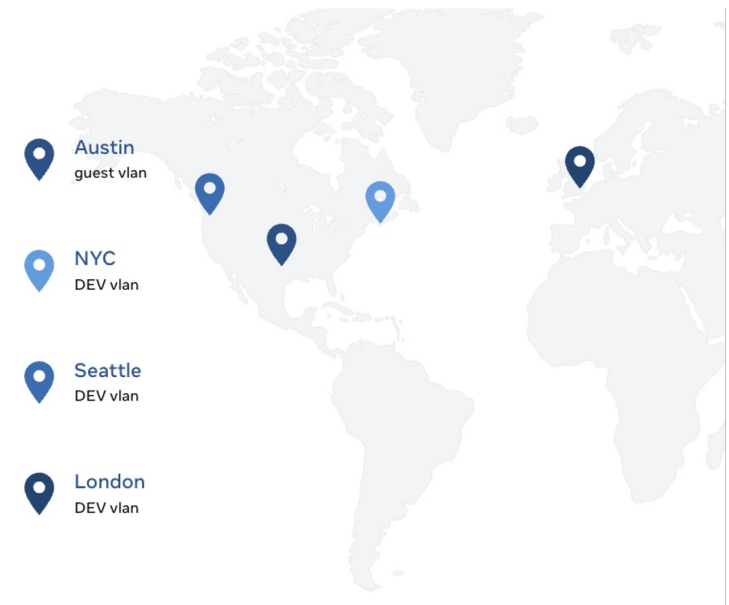 Austin
guest vlan
NYC
DEV vlan
Seattle
DEV vlan
London
DEV vlan